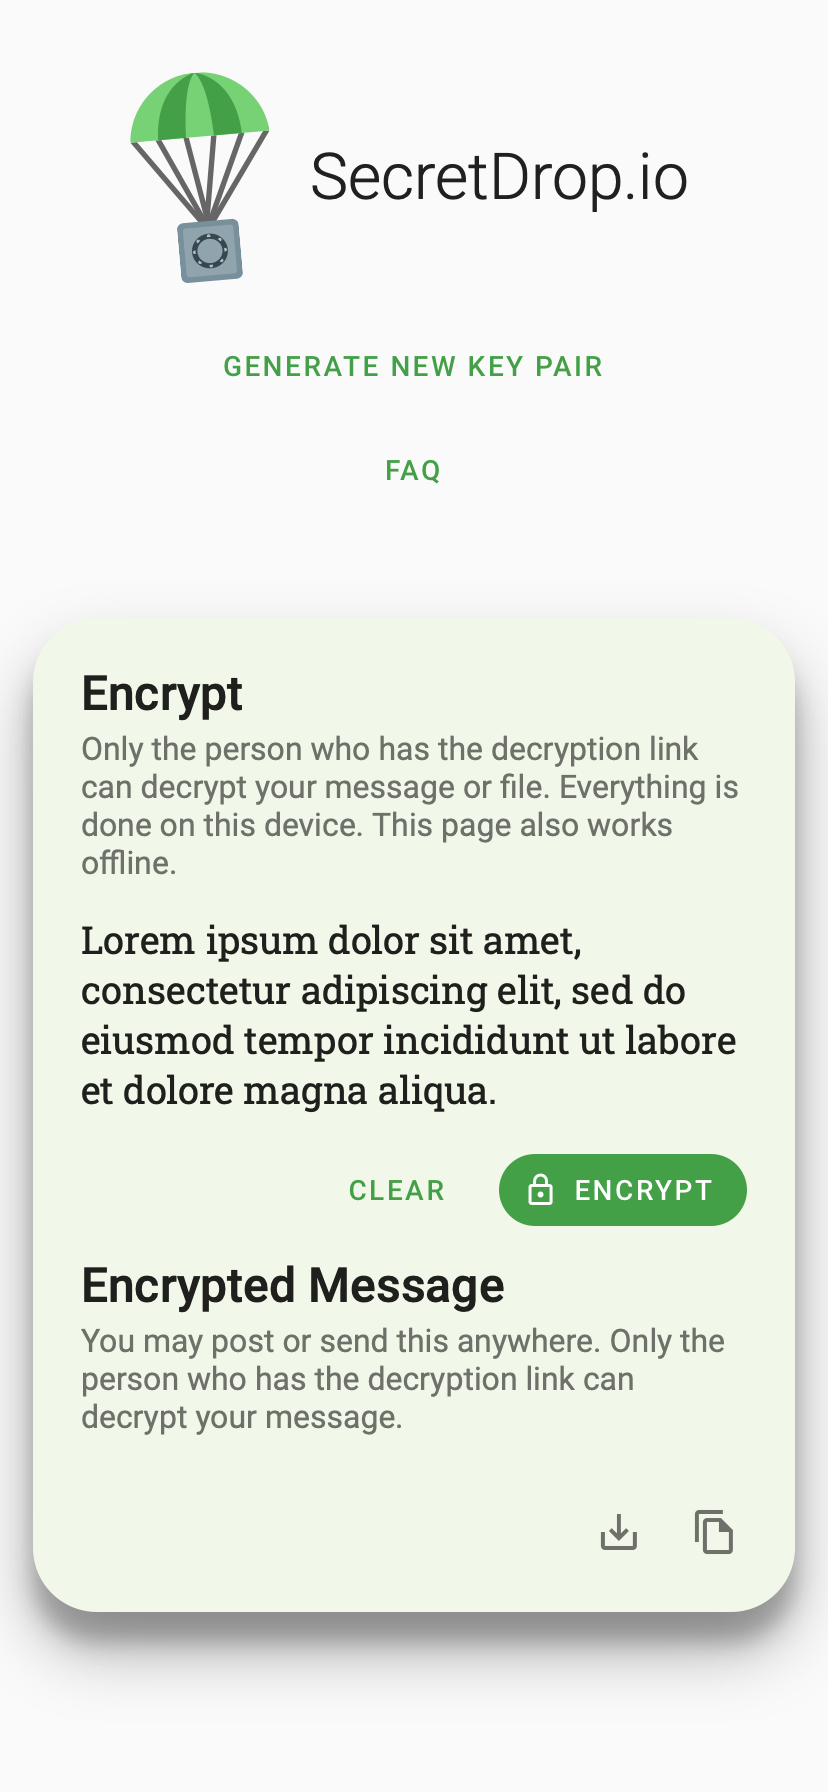 SecretDrop.io
GENERATE NEW KEY PAIR
FAQ
Encrypt
Only the person who has the decryption link
can decrypt your message or file. Everything is
done on this device. This page also works
offline.
Lorem ipsum dolor sit amet,
consectetur adipiscing elit, sed do
eiusmod tempor incididunt ut labore
et dolore magna aliqua.
CLEAR
ENCRYPT
Encrypted Message
You may post or send this anywhere. Only the
person who has the decryption link can
decrypt your message.